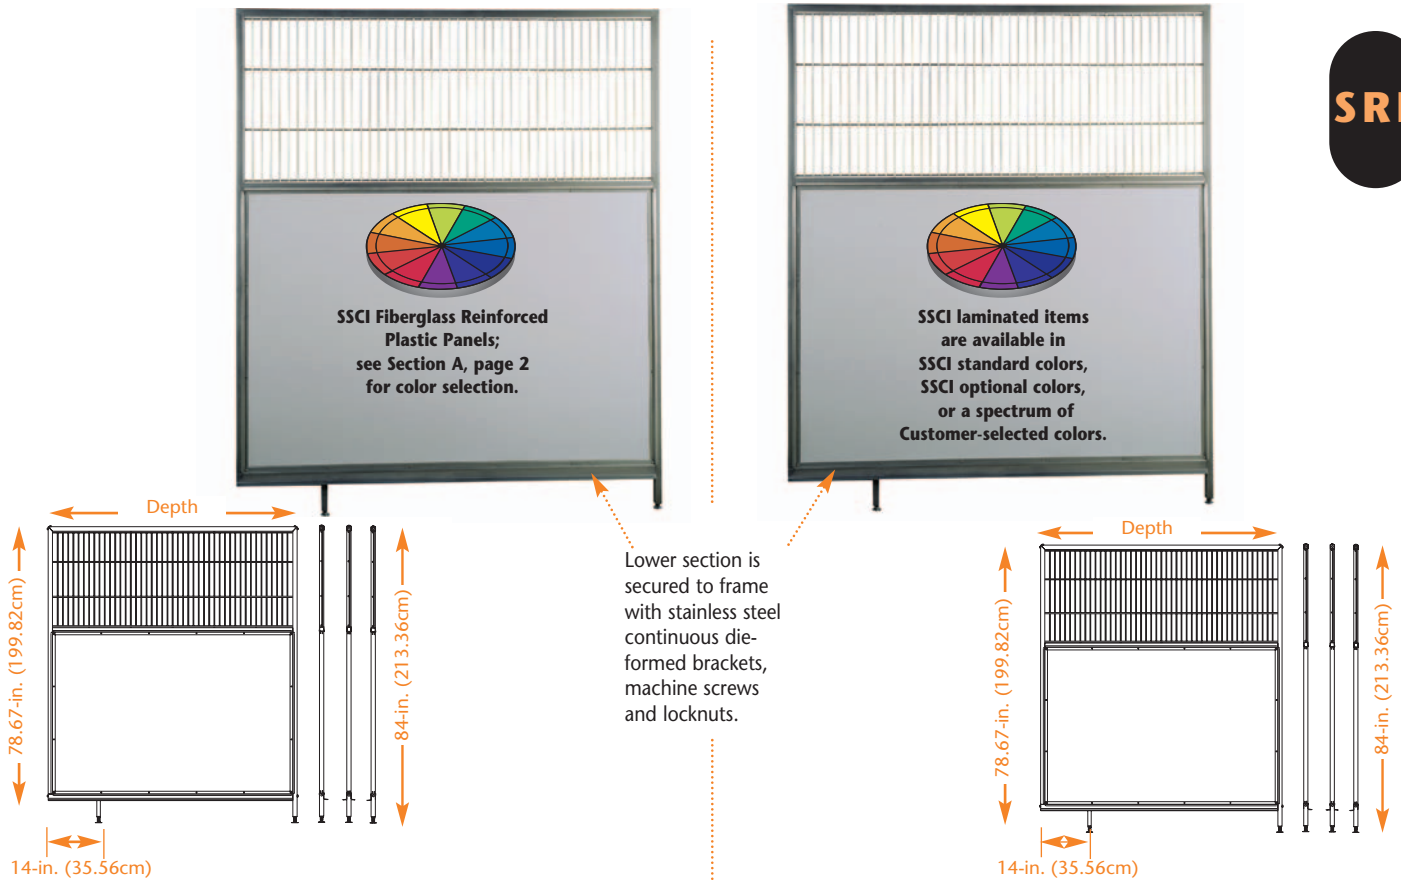 SSCI Fiberglass Reinforced
Plastic Panels;
see Section A, page 2
for color selection.
SSCI laminated items
are available in
SSCI standard colors,
SSCI optional colors,
or a spectrum of
Customer-selected colors.
Depth
78.67-in. (199.82cm)
84-in. (213.36cm)
14-in. (35.56cm)
Lower section is
secured to frame
with stainless steel
continuous die-
formed brackets,
machine screws
and locknuts.
Depth
78.67-in. (199.82cm)
84-in. (213.36cm)
14-in. (35.56cm)